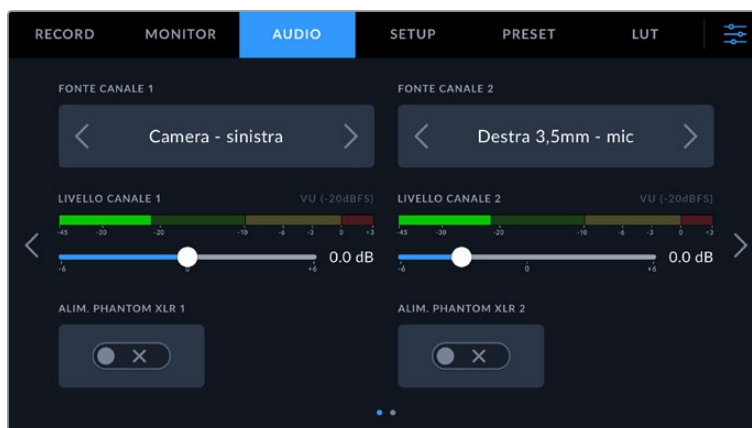 RECORD MONITOR AUDIO SETUP PRESET LUT
FONTE CANALE 1 FONTE CANALE 2
Camera - sinistra Destra 3,5mm - mic
LIVELLO CANALE 1 VU (-20dBFS) LIVELLO CANALE 2 VU (-20dBFS)
-45 -30 -20 -10 -6 -3 0 +3 -45 -30 -20 -10 -6 -3 0 +3
0.0 dB 0.0 dB
-6 0 +6 -6 0 +6
ALIM. PHANTOM XLR 1 ALIM. PHANTOM XLR 2